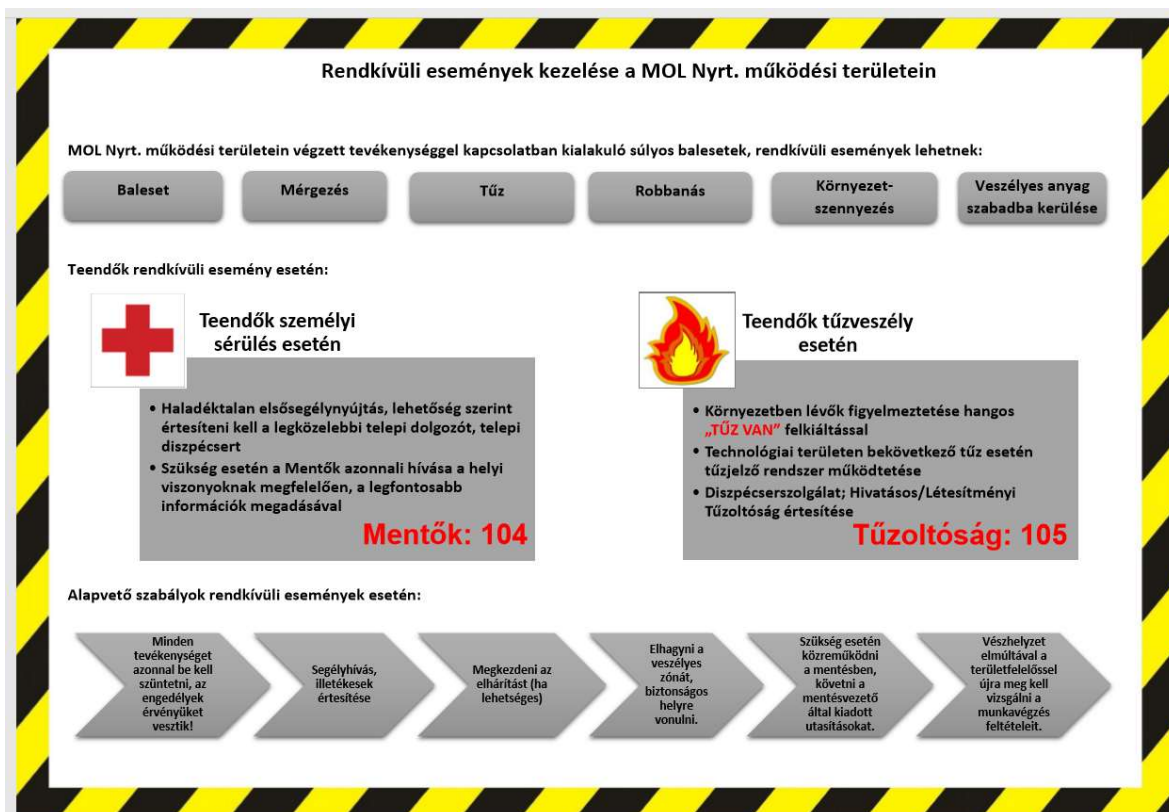 Rendkívüli események kezelése a MOL Nyrt. működési területein
MOL Nyrt. működési területein végzett tevékenységgel kapcsolatban kialakuló súlyos balesetek, rendkívüli események lehetnek:
Baleset
Mérgezés
Tűz
Robbanás
Környezet-
szennyezés
Veszélyes anyag
szabadba kerülése
Teendők rendkívüli esemény esetén:
Teendők személyi
sérülés esetén
• Haladéktalan elsősegélynyújtás, lehetőség szerint
értesíteni kell a legközelebbi telepi dolgozót, telepi
diszpécsert
• Szükség esetén a Mentők azonnali hívása a helyi
viszonyoknak megfelelően, a legfontosabb
információk megadásával
Mentők: 104
Teendők tűzveszély
esetén
• Környezetben lévők figyelmeztetése hangos
„TŰZ VAN” felkiáltással
• Technológiai területen bekövetkező tűz esetén
tűzjelző rendszer működtetése
• Diszpécserszolgálat; Hivatásos/Létesítményi
Tűzoltóság értesítése
Tűzoltóság: 105
Alapvető szabályok rendkívüli események esetén:
Minden
tevékenységet
azonnal be kell
szüntetni, az
engedélyek
érvényüket
vesztik!
Segélyhívás,
illetékesek
értesítése
Megkezdeni az
elhárítást (ha
lehetséges)
Elhagyni a
veszélyes
zónát,
biztonságos
helyre
vonulni.
Szükség esetén
közreműködni
a mentésben,
követni a
mentésvezető
által kiadott
utasításokat.
Vészhelyzet
elmúltával a
területfelelőssel
újra meg kell
vizsgálni a
munkavégzés
feltételeit.